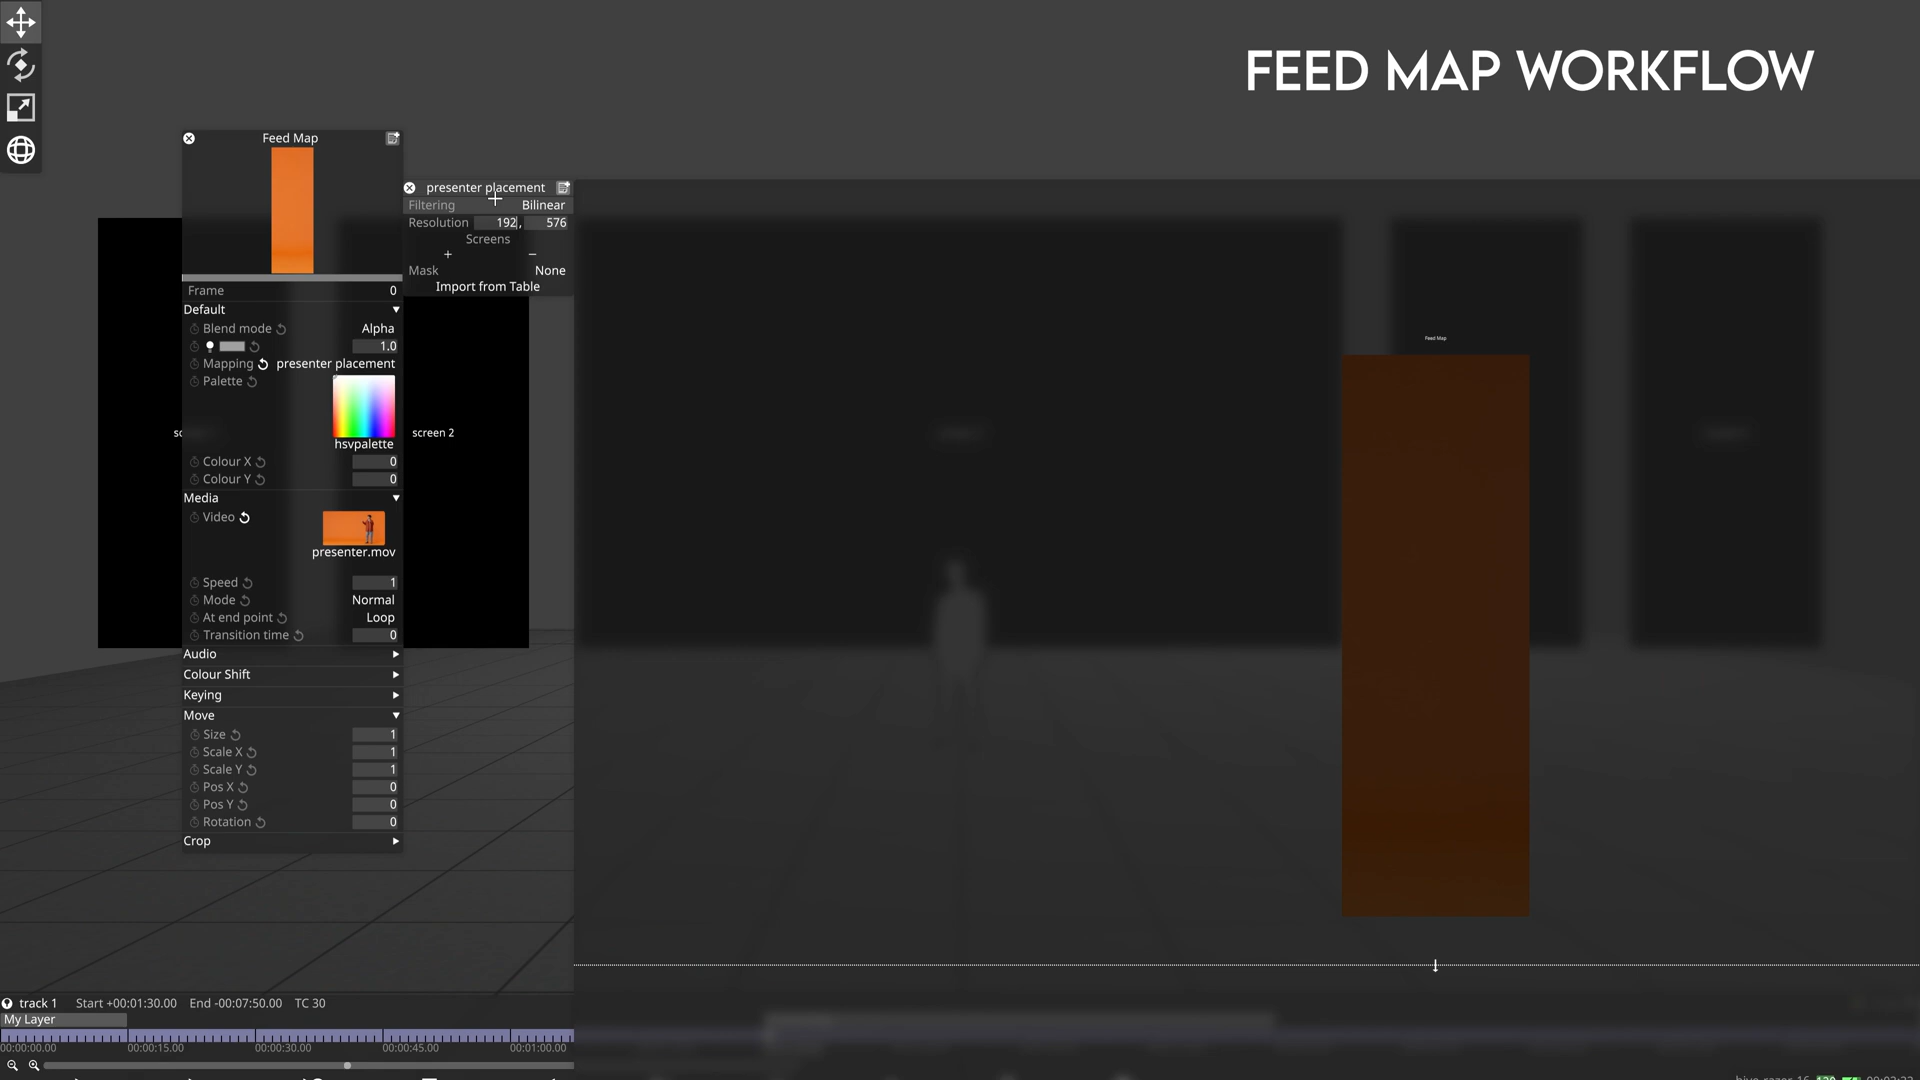 FEED MAP WORKFLOW
Feed Map
presenter placement
Filtering Bilinear
Resolution 192, 576
Screens
+ −
Mask None
Import from Table
Frame 0
Default
Blend mode Alpha
1.0
Mapping presenter placement
Palette
hsvpalette
screen 2
Colour X 0
Colour Y 0
Media
Video
presenter.mov
Speed 1
Mode Normal
At end point Loop
Transition time 0
Audio
Colour Shift
Keying
Move
Size 1
Scale X 1
Scale Y 1
Pos X 0
Pos Y 0
Rotation 0
Crop
Feed Map
track 1 Start +00:01:30.00 End -00:07:50.00 TC 30
My Layer
00:00:00.00 00:00:15.00 00:00:30.00 00:00:45.00 00:01:00.00